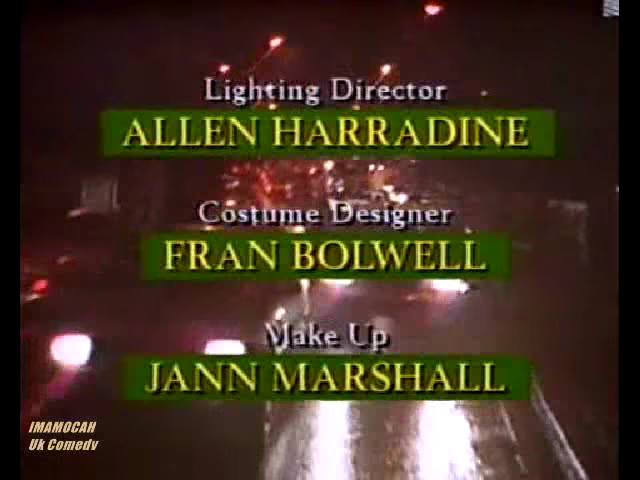 Lighting Director
ALLEN HARRADINE
Costume Designer
FRAN BOLWELL
Make Up
JANN MARSHALL
IMAMOCAH
Uk Comedy